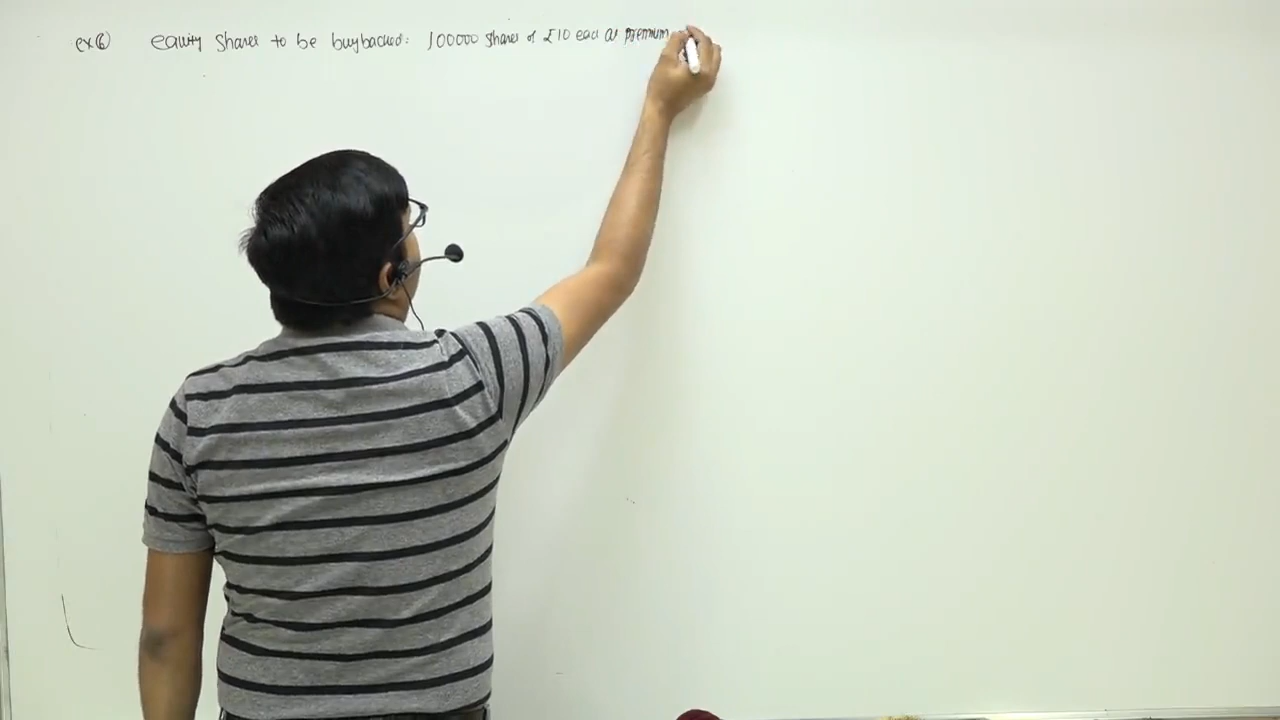 ex(6) equity shares to be buybacked: 100000 shares of £10 each at premium